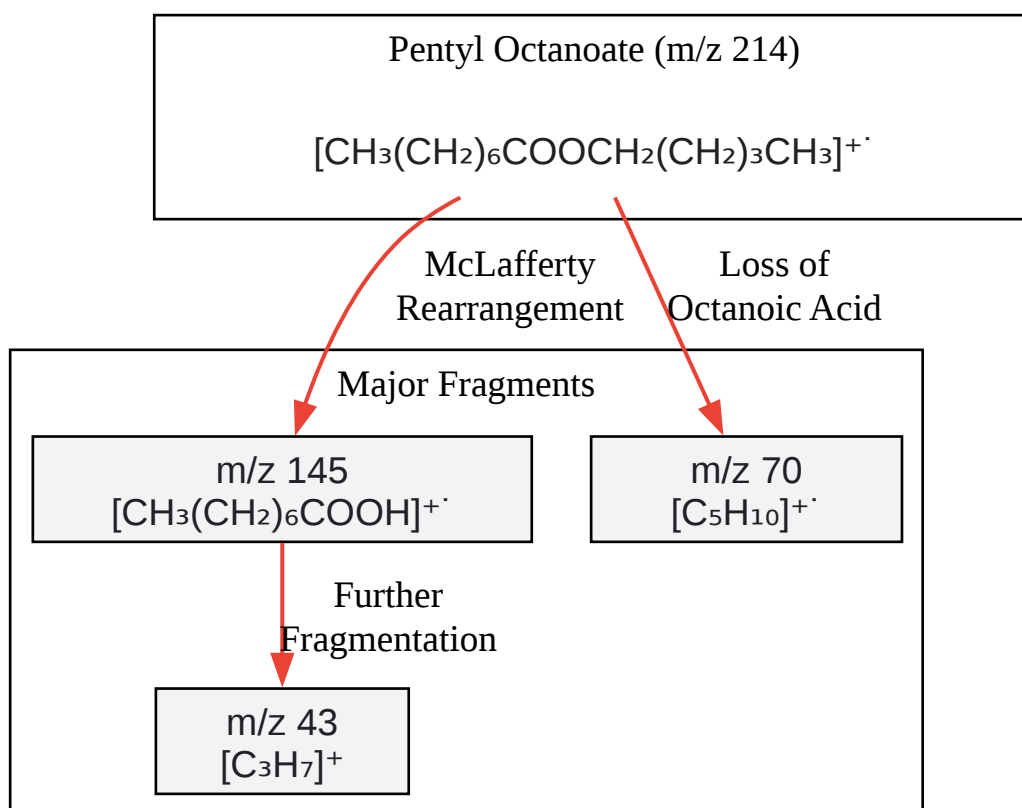 Pentyl Octanoate (m/z 214)
[CH₃(CH₂)₆COOCH₂(CH₂)₃CH₃]⁺˙
McLafferty
Rearrangement
Loss of
Octanoic Acid
Major Fragments
m/z 145
[CH₃(CH₂)₆COOH]⁺˙
m/z 70
[C₅H₁₀]⁺˙
Further
Fragmentation
m/z 43
[C₃H₇]⁺